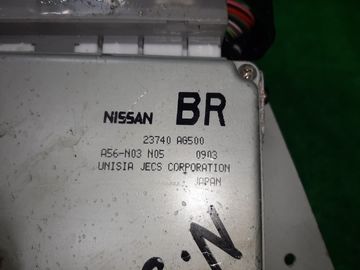 NISSAN BR
23740 AG500
A56-N03 N05 0903
UNISIA JECS CORPORATION
JAPAN